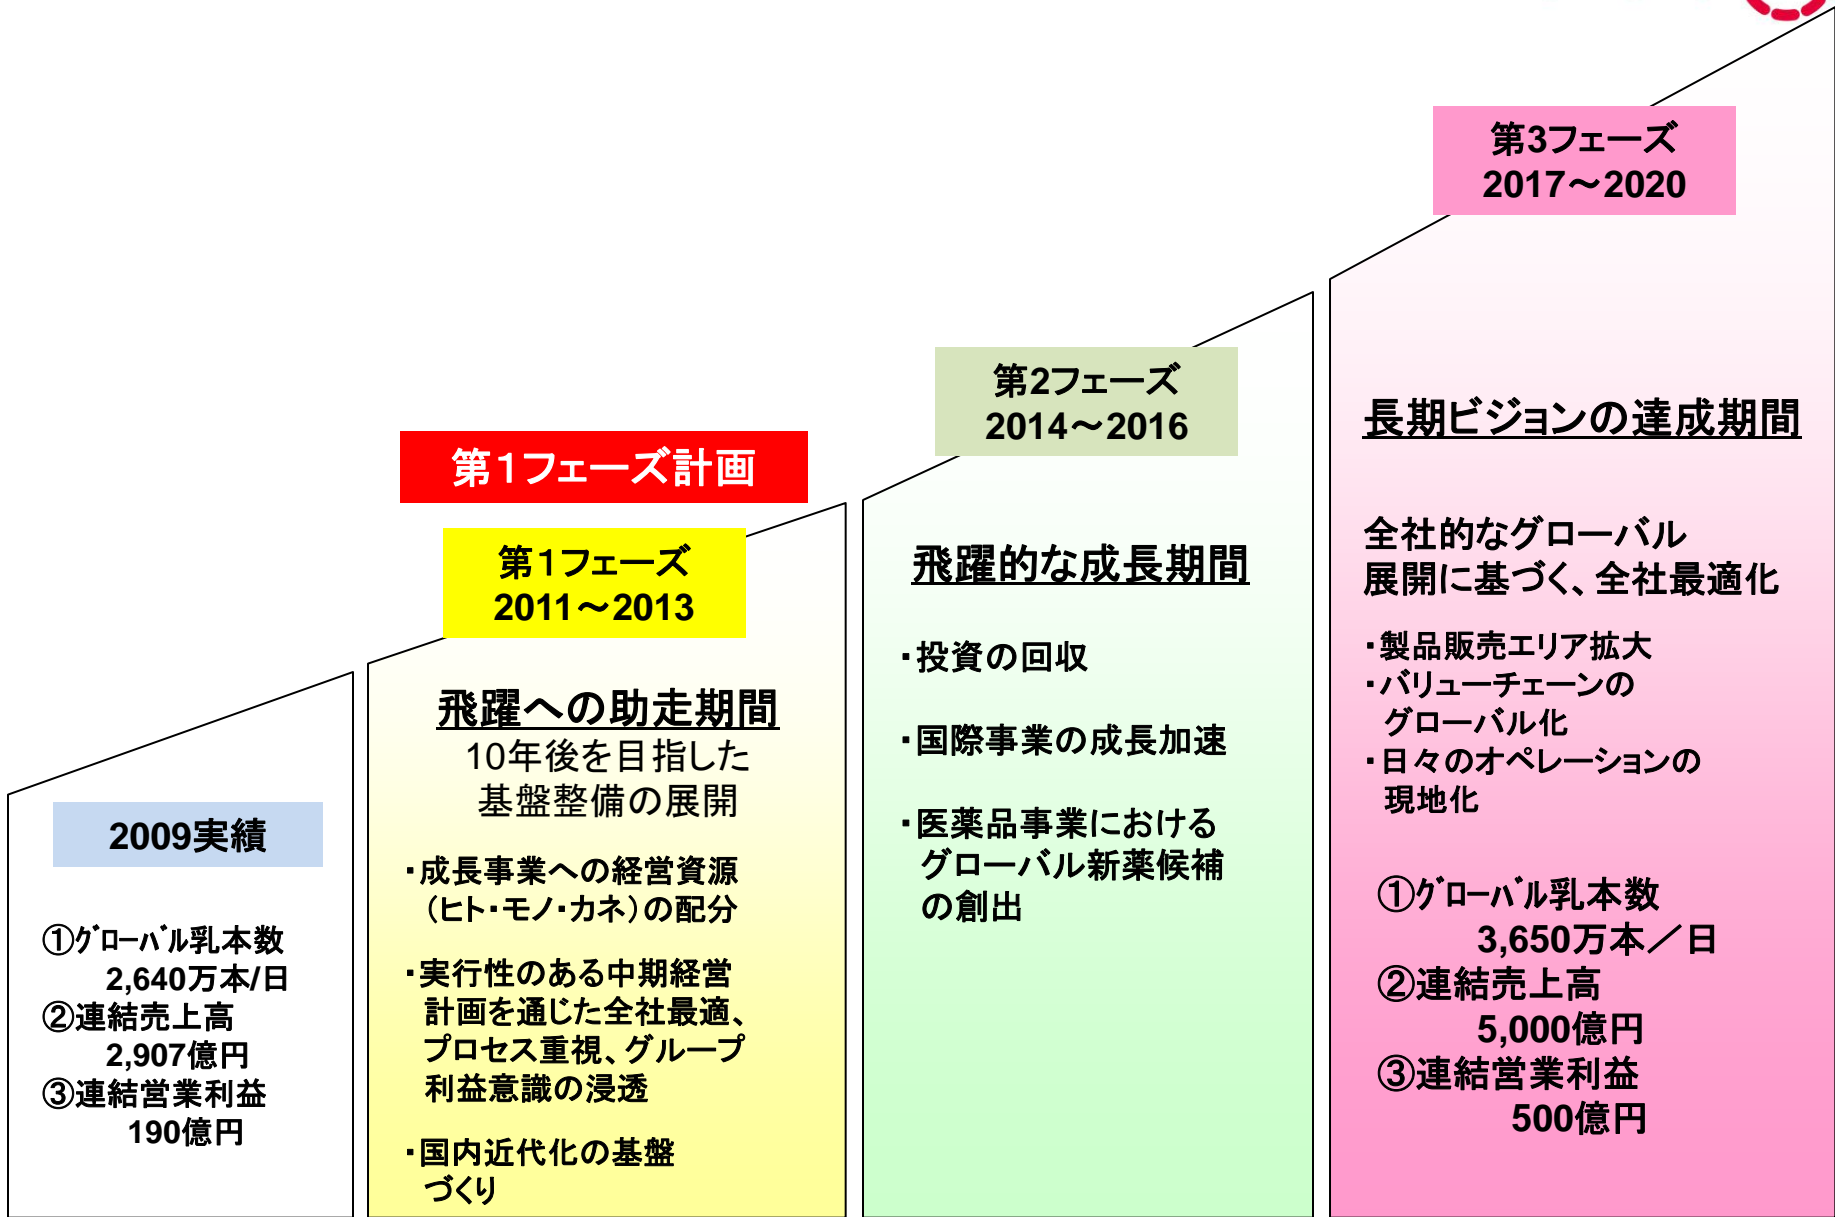 2009実績
①グローバル乳本数
2,640万本/日
②連結売上高
2,907億円
③連結営業利益
190億円
第1フェーズ計画
第1フェーズ
2011～2013
飛躍への助走期間
10年後を目指した
基盤整備の展開
・成長事業への経営資源
（ヒト・モノ・カネ）の配分
・実行性のある中期経営
計画を通じた全社最適、
プロセス重視、グループ
利益意識の浸透
・国内近代化の基盤
づくり
第2フェーズ
2014～2016
飛躍的な成長期間
・投資の回収
・国際事業の成長加速
・医薬品事業における
グローバル新薬候補
の創出
第3フェーズ
2017～2020
長期ビジョンの達成期間
全社的なグローバル
展開に基づく、全社最適化
・製品販売エリア拡大
・バリューチェーンの
グローバル化
・日々のオペレーションの
現地化
①グローバル乳本数
3,650万本／日
②連結売上高
5,000億円
③連結営業利益
500億円